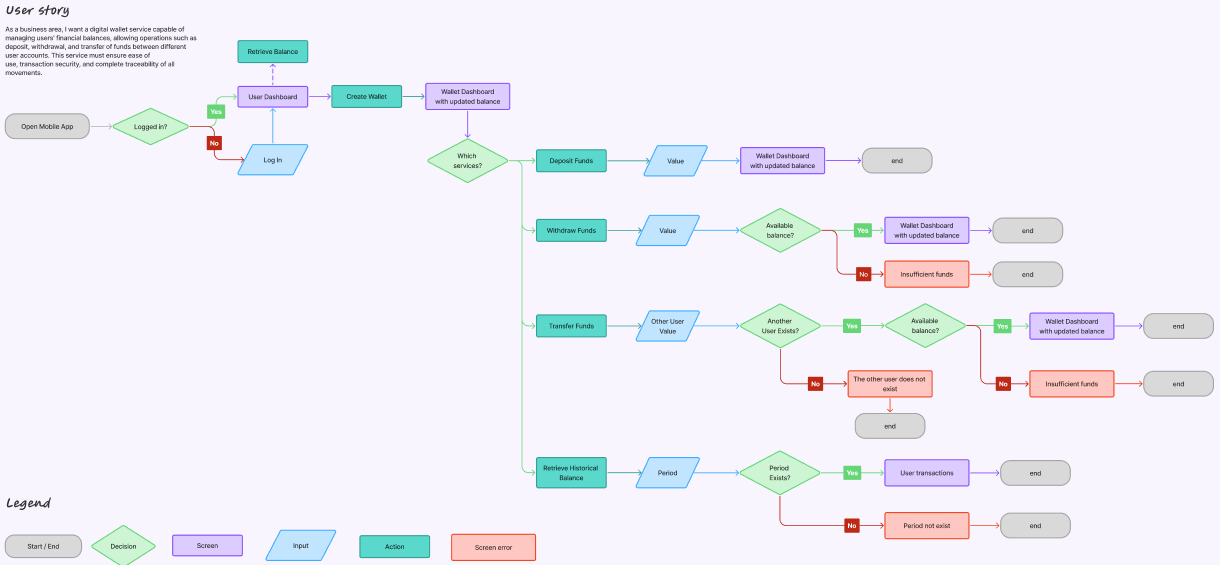 User story
As a business area, I want a digital wallet service capable of
managing users' financial balances, allowing operations such as
deposit, withdrawal, and transfer of funds between different
user accounts. This service must ensure ease of
use, transaction security, and complete traceability of all
movements.
Retrieve Balance
User Dashboard
Create Wallet
Wallet Dashboard
with updated balance
Yes
Open Mobile App
Logged in?
No
Log In
Which
services?
Deposit Funds
Value
Wallet Dashboard
with updated balance
end
Withdraw Funds
Value
Available
balance?
Yes
Wallet Dashboard
with updated balance
end
No
Insufficient funds
end
Transfer Funds
Other User
Value
Another
User Exists?
Yes
Available
balance?
Yes
Wallet Dashboard
with updated balance
end
No
The other user does not
exist
end
No
Insufficient funds
end
Retrieve Historical
Balance
Period
Period
Exists?
Yes
User transactions
end
No
Period not exist
end
Legend
Start / End
Decision
Screen
Input
Action
Screen error